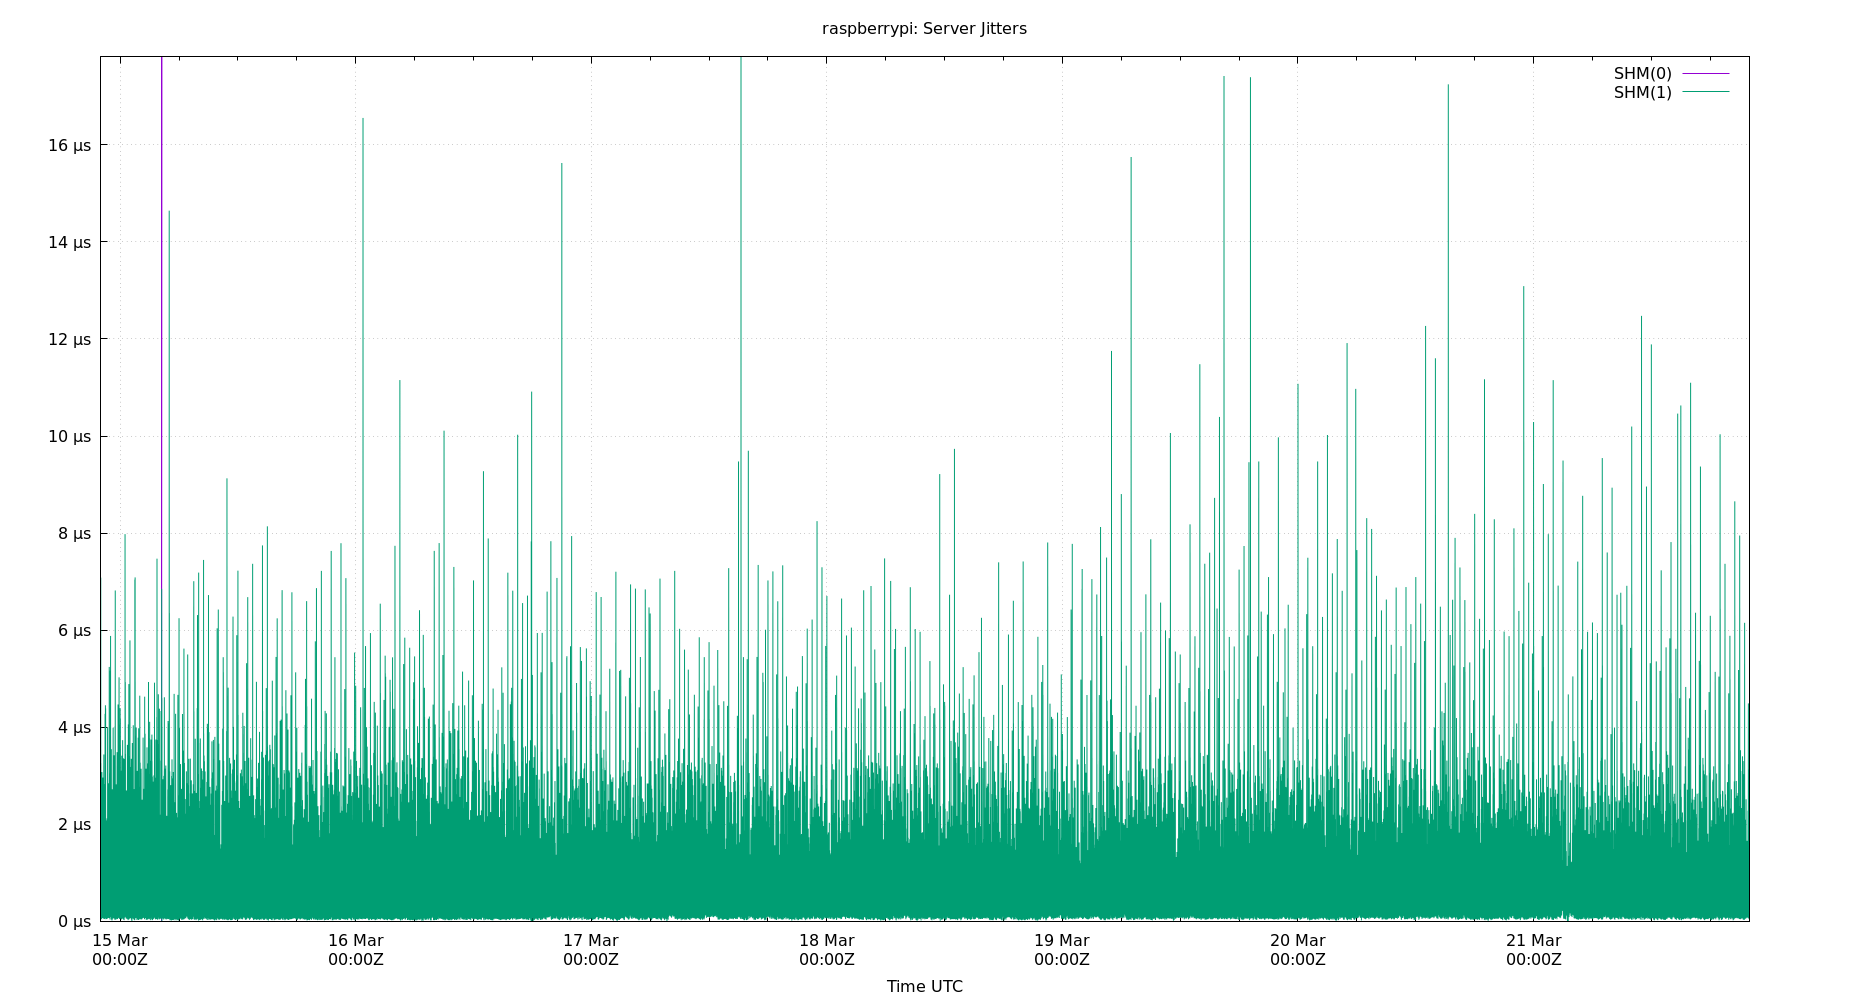 raspberrypi: Server Jitters
SHM(0)
SHM(1)
16 µs
14 µs
12 µs
10 µs
8 µs
6 µs
4 µs
2 µs
0 µs
15 Mar 16 Mar 17 Mar 18 Mar 19 Mar 20 Mar 21 Mar
00:00Z 00:00Z 00:00Z 00:00Z 00:00Z 00:00Z 00:00Z
Time UTC